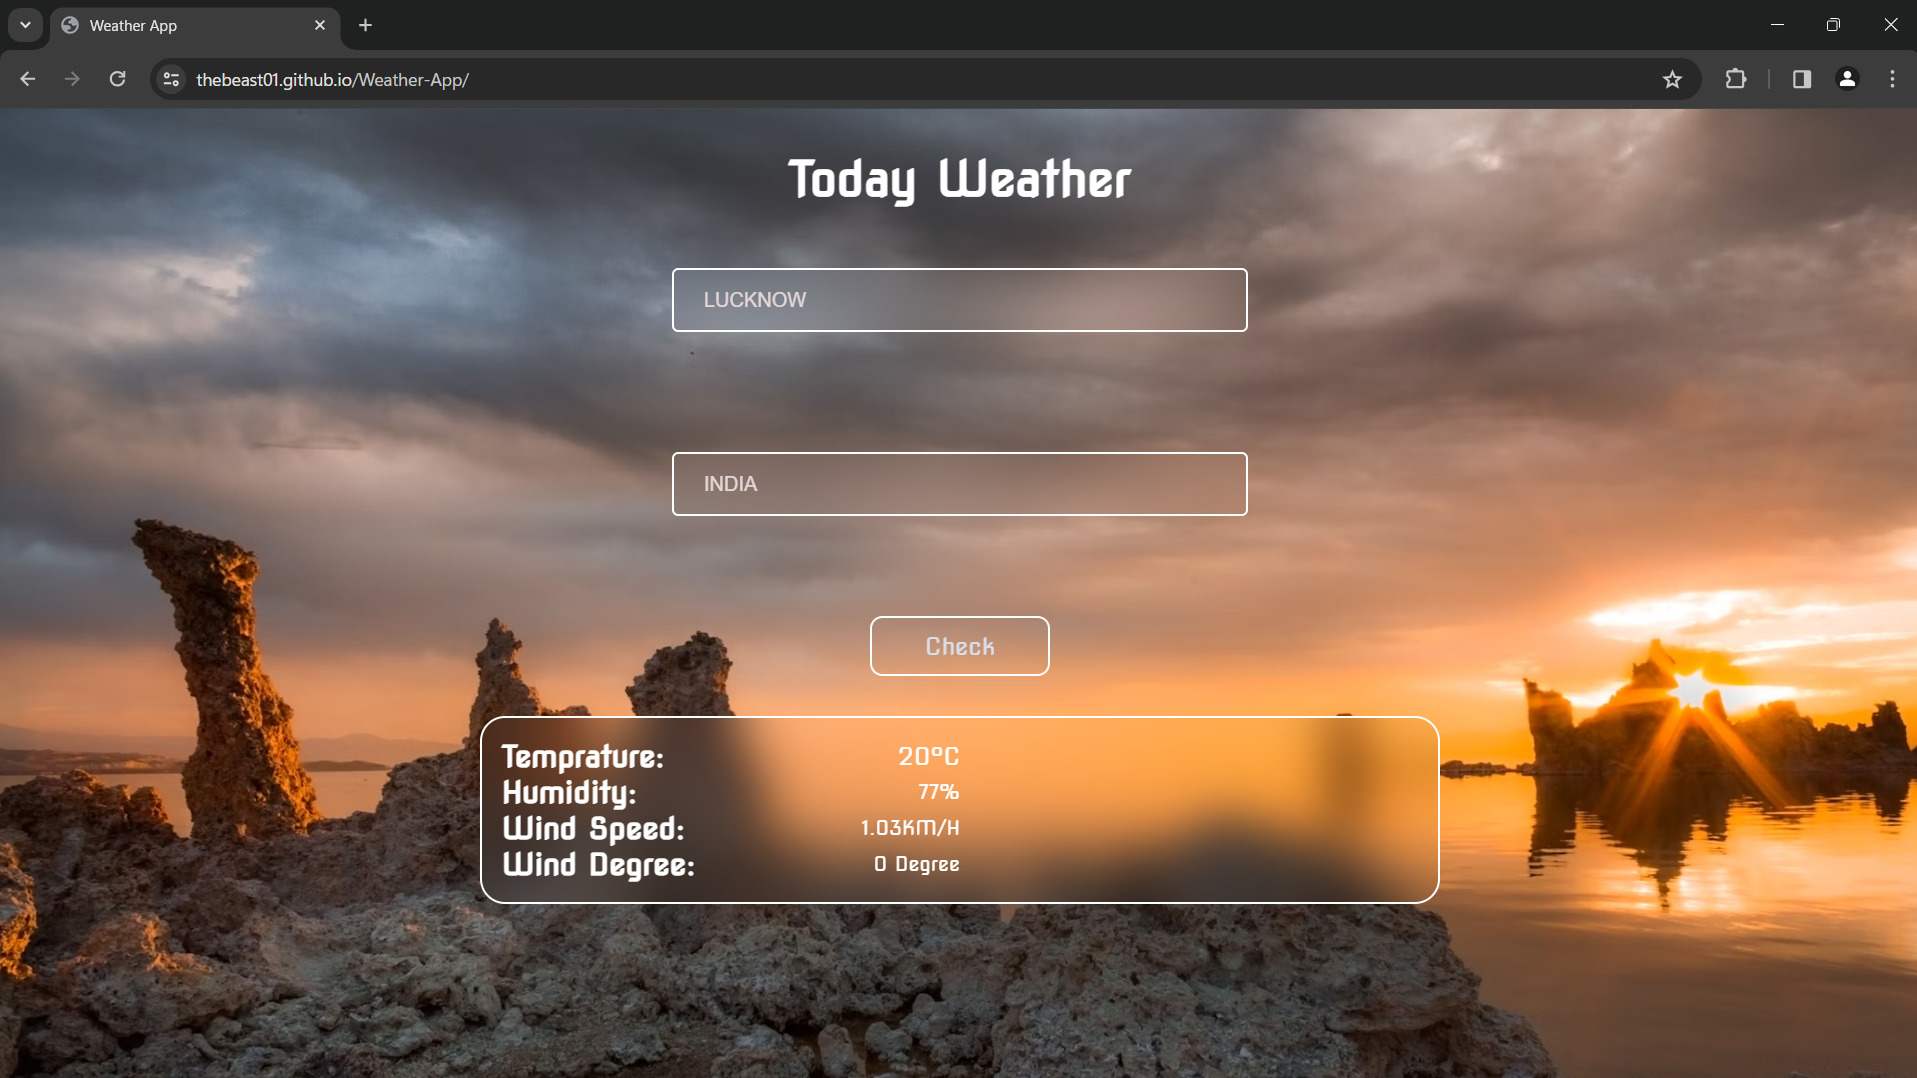 Weather App
thebeast01.github.io/Weather-App/
Today Weather
LUCKNOW
INDIA
Check
Temprature: 20°C
Humidity: 77%
Wind Speed: 1.03KM/H
Wind Degree: 0 Degree